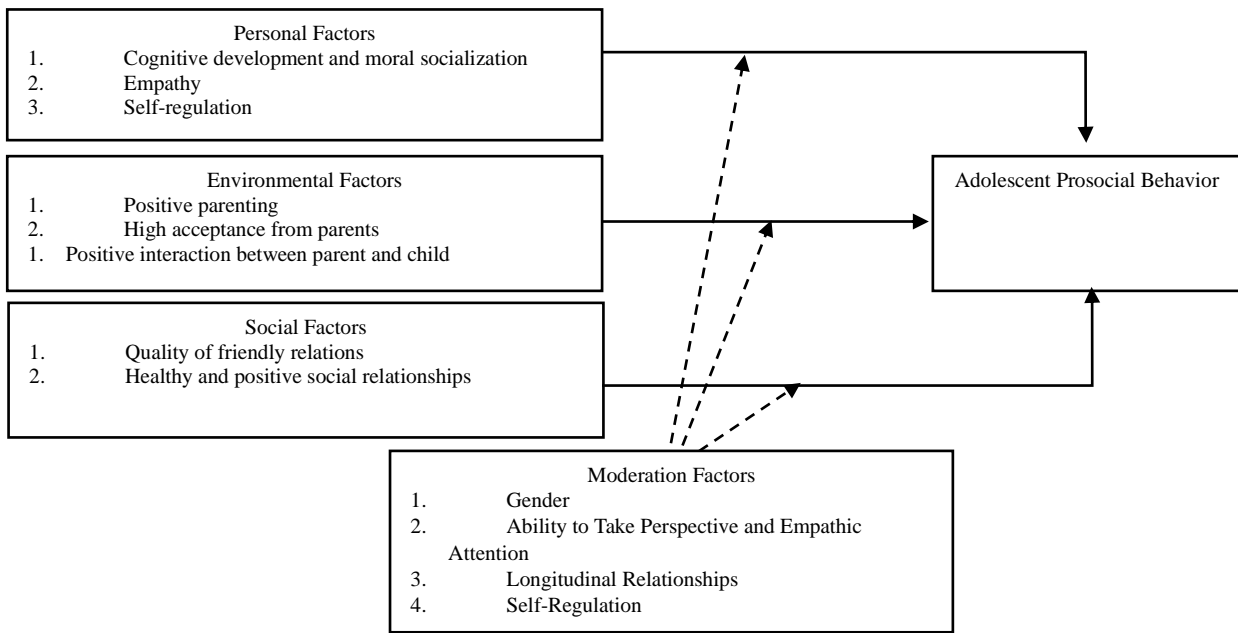 Personal Factors
1. Cognitive development and moral socialization
2. Empathy
3. Self-regulation
Environmental Factors
1. Positive parenting
2. High acceptance from parents
1. Positive interaction between parent and child
Adolescent Prosocial Behavior
Social Factors
1. Quality of friendly relations
2. Healthy and positive social relationships
Moderation Factors
1. Gender
2. Ability to Take Perspective and Empathic
Attention
3. Longitudinal Relationships
4. Self-Regulation